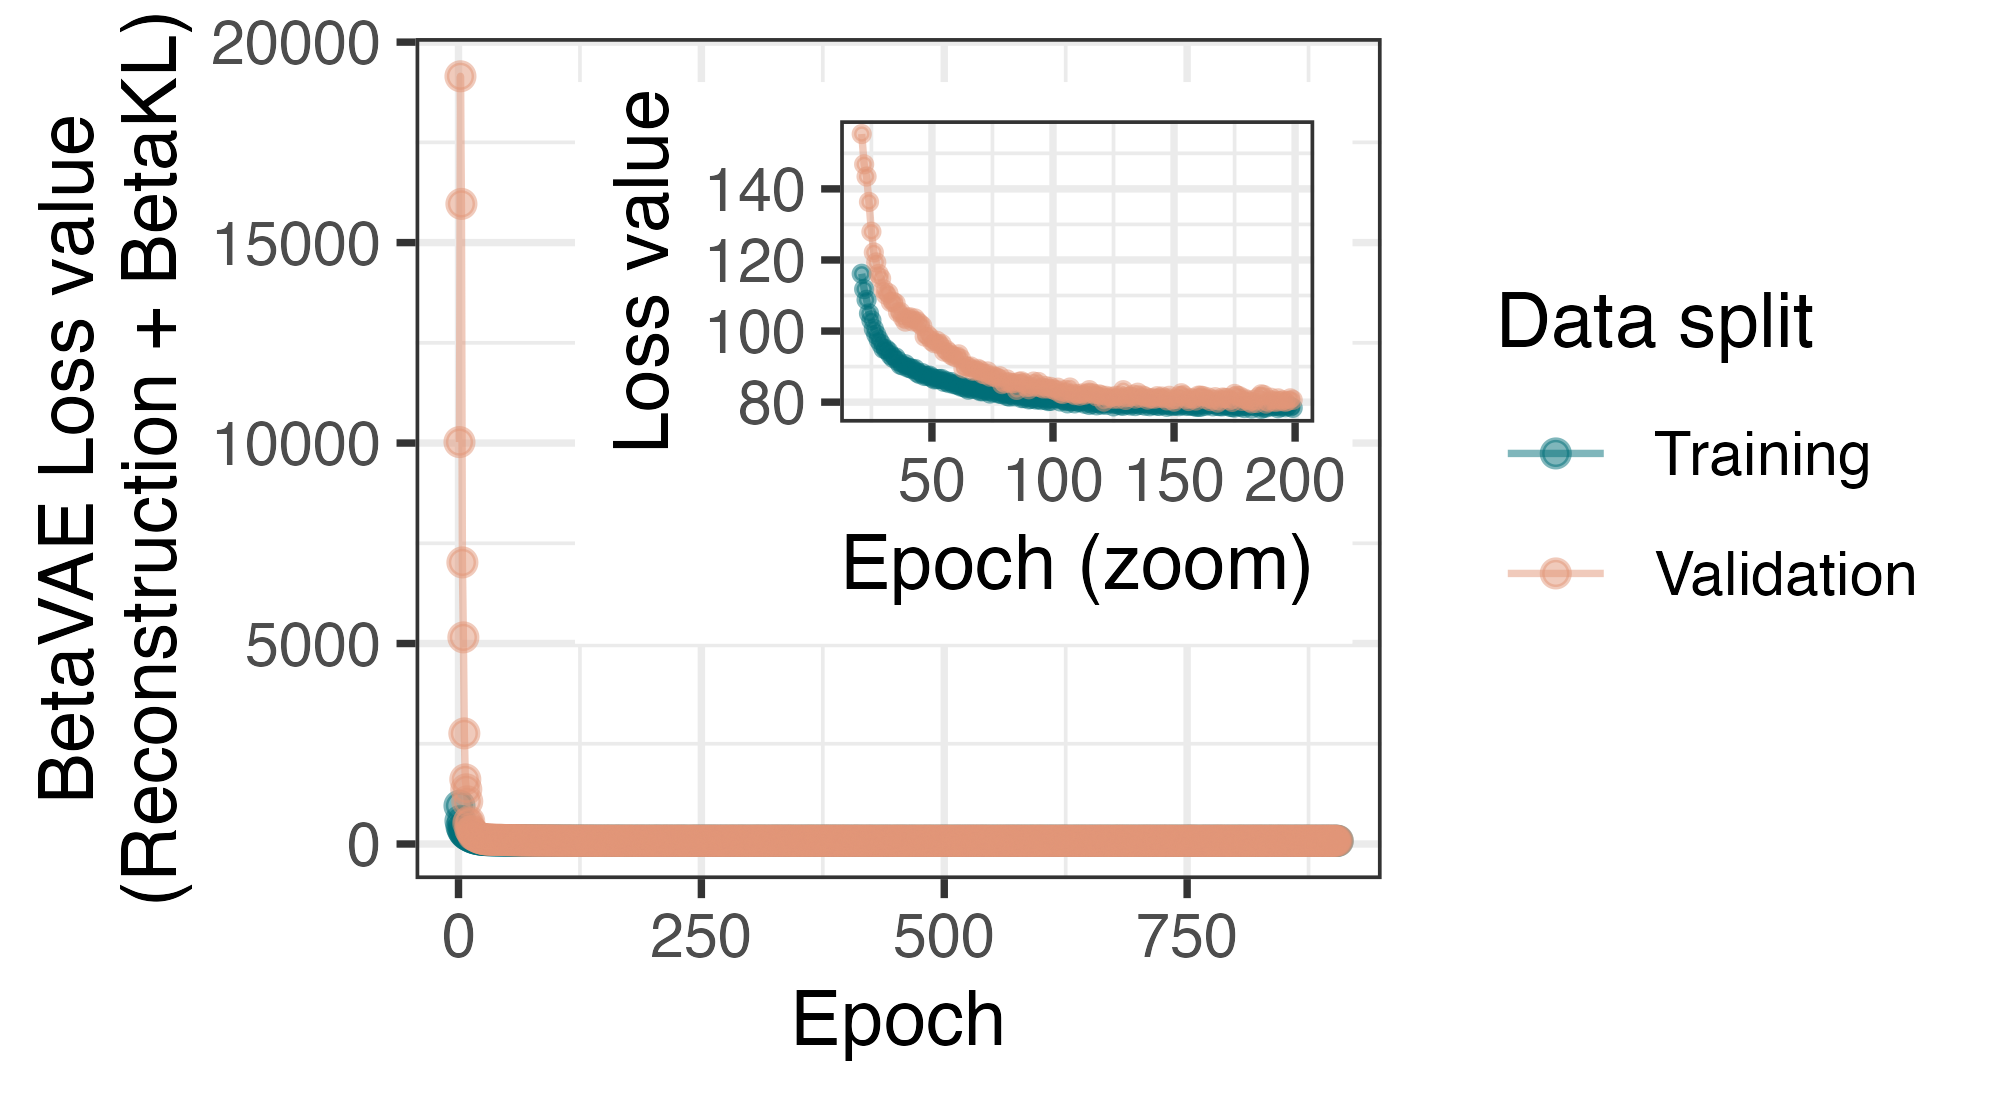 BetaVAE Loss value
(Reconstruction + BetaKL)
20000
15000
10000
5000
0
0 250 500 750
Epoch
Loss value
140
120
100
80
50 100 150 200
Epoch (zoom)
Data split
Training
Validation